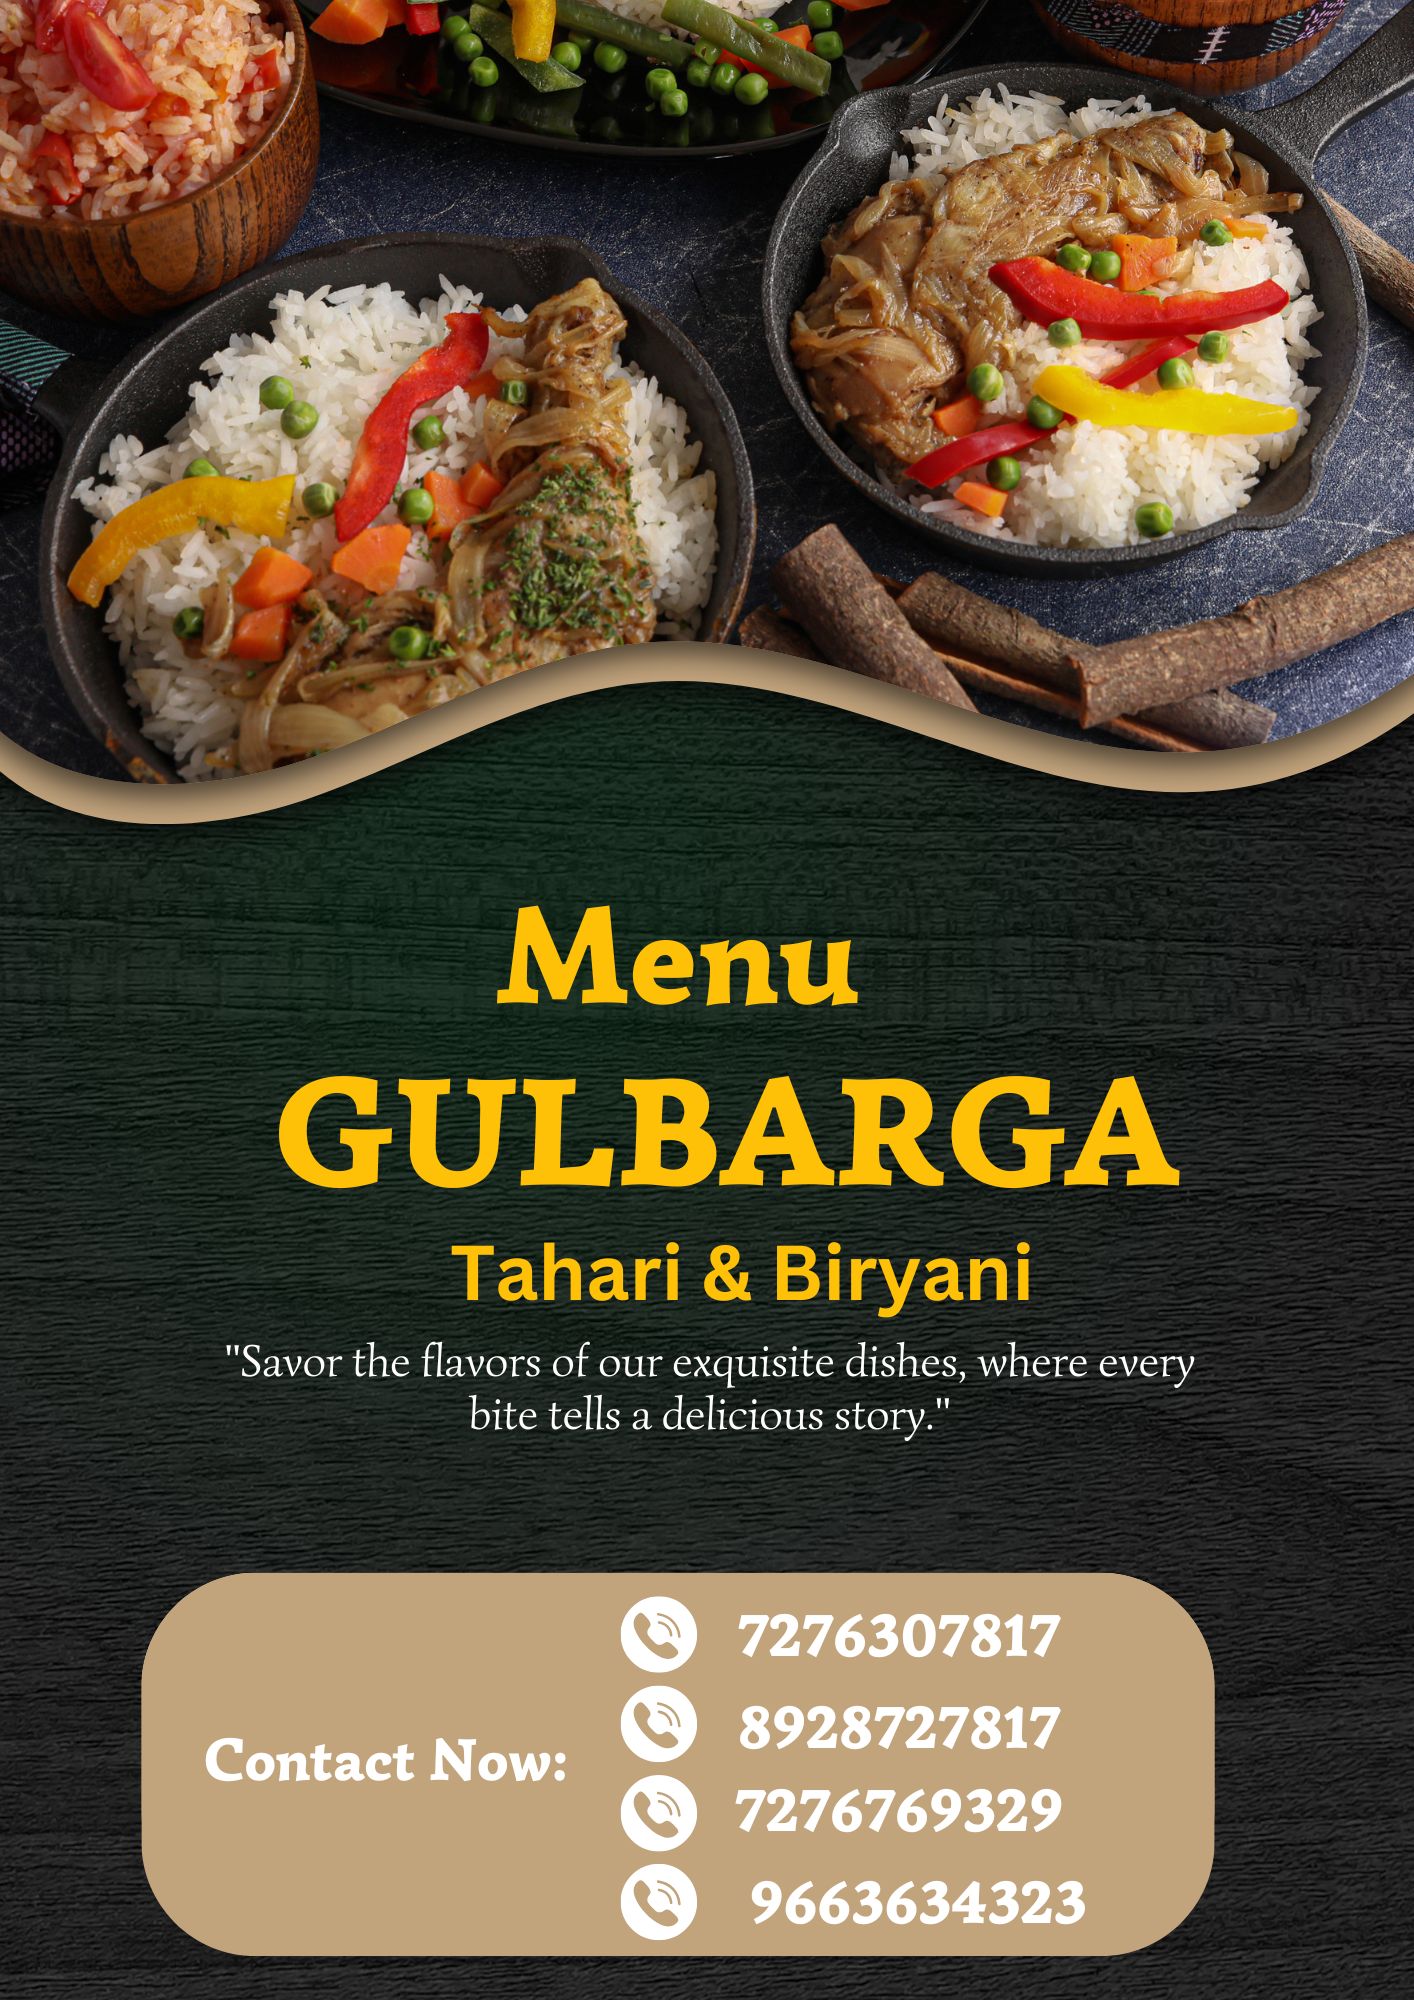 Menu
GULBARGA
Tahari & Biryani
"Savor the flavors of our exquisite dishes, where every
bite tells a delicious story."
Contact Now:
7276307817
8928727817
7276769329
9663634323